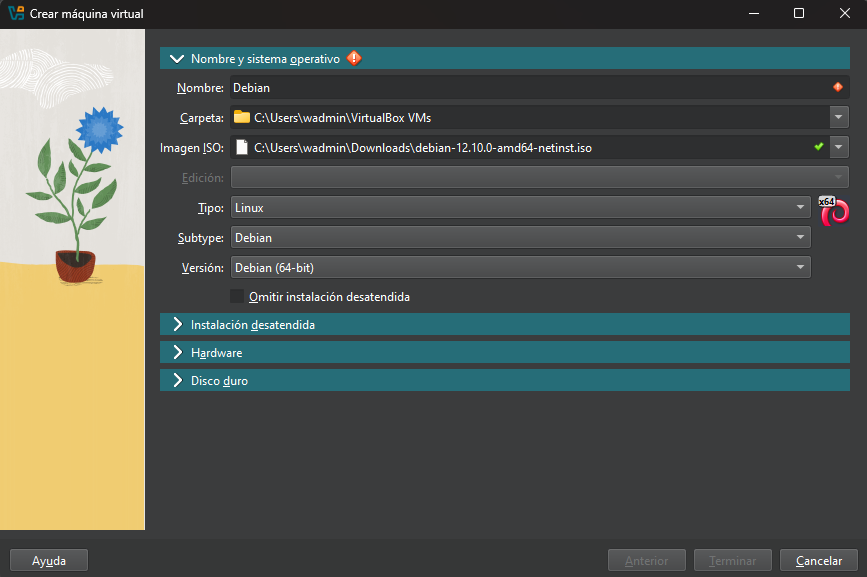 Crear máquina virtual
Nombre y sistema operativo
Nombre: Debian
Carpeta: C:\Users\wadmin\VirtualBox VMs
Imagen ISO: C:\Users\wadmin\Downloads\debian-12.10.0-amd64-netinst.iso
Edición:
Tipo: Linux
x64
Subtype: Debian
Versión: Debian (64-bit)
Omitir instalación desatendida
Instalación desatendida
Hardware
Disco duro
Ayuda Anterior Terminar Cancelar